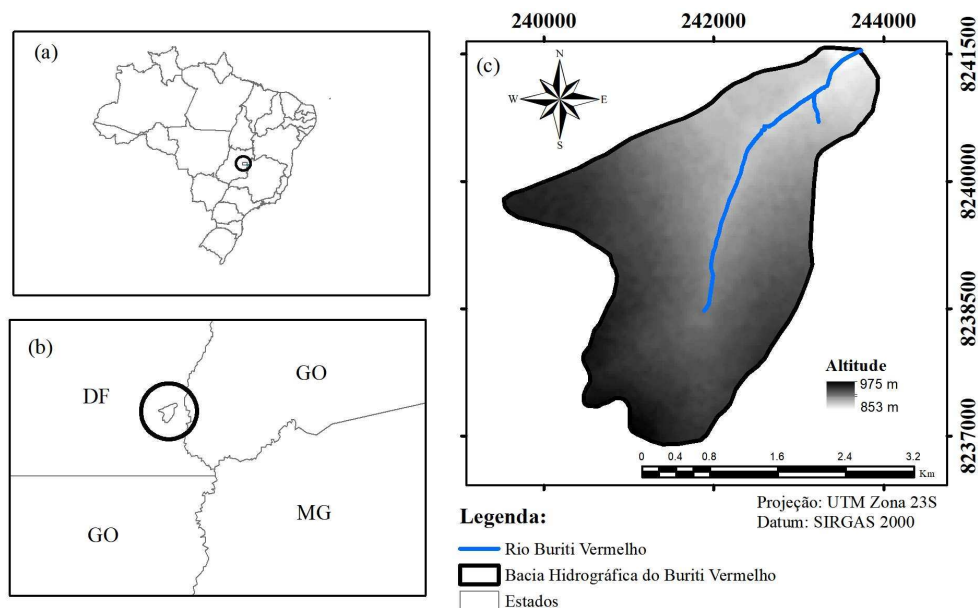 (a)
(b)
DF
GO
GO
MG
240000
242000
244000
(c)
N
W
E
S
8241500
8240000
8238500
8237000
Altitude
975 m
853 m
0 0.4 0.8 1.6 2.4 3.2
Km
Projeção: UTM Zona 23S
Datum: SIRGAS 2000
Legenda:
Rio Buriti Vermelho
Bacia Hidrográfica do Buriti Vermelho
Estados